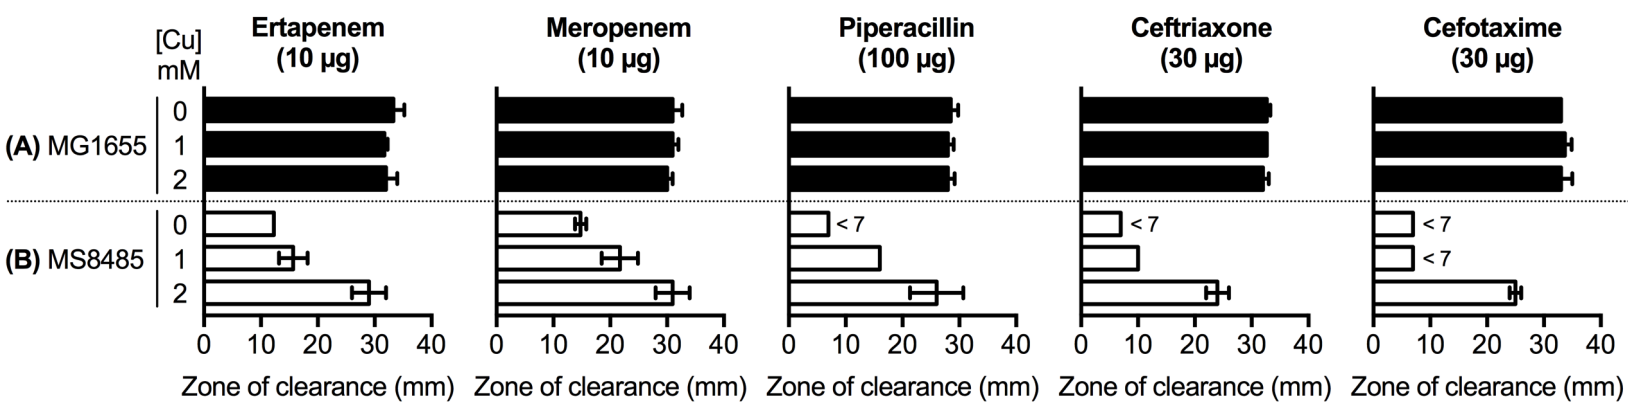 [Cu]
mM
Ertapenem
(10 µg)
Meropenem
(10 µg)
Piperacillin
(100 µg)
Ceftriaxone
(30 µg)
Cefotaxime
(30 µg)
(A) MG1655
0
1
2
(B) MS8485
0
1
2
< 7
< 7
< 7
< 7
0 10 20 30 40
0 10 20 30 40
0 10 20 30 40
0 10 20 30 40
0 10 20 30 40
Zone of clearance (mm)
Zone of clearance (mm)
Zone of clearance (mm)
Zone of clearance (mm)
Zone of clearance (mm)